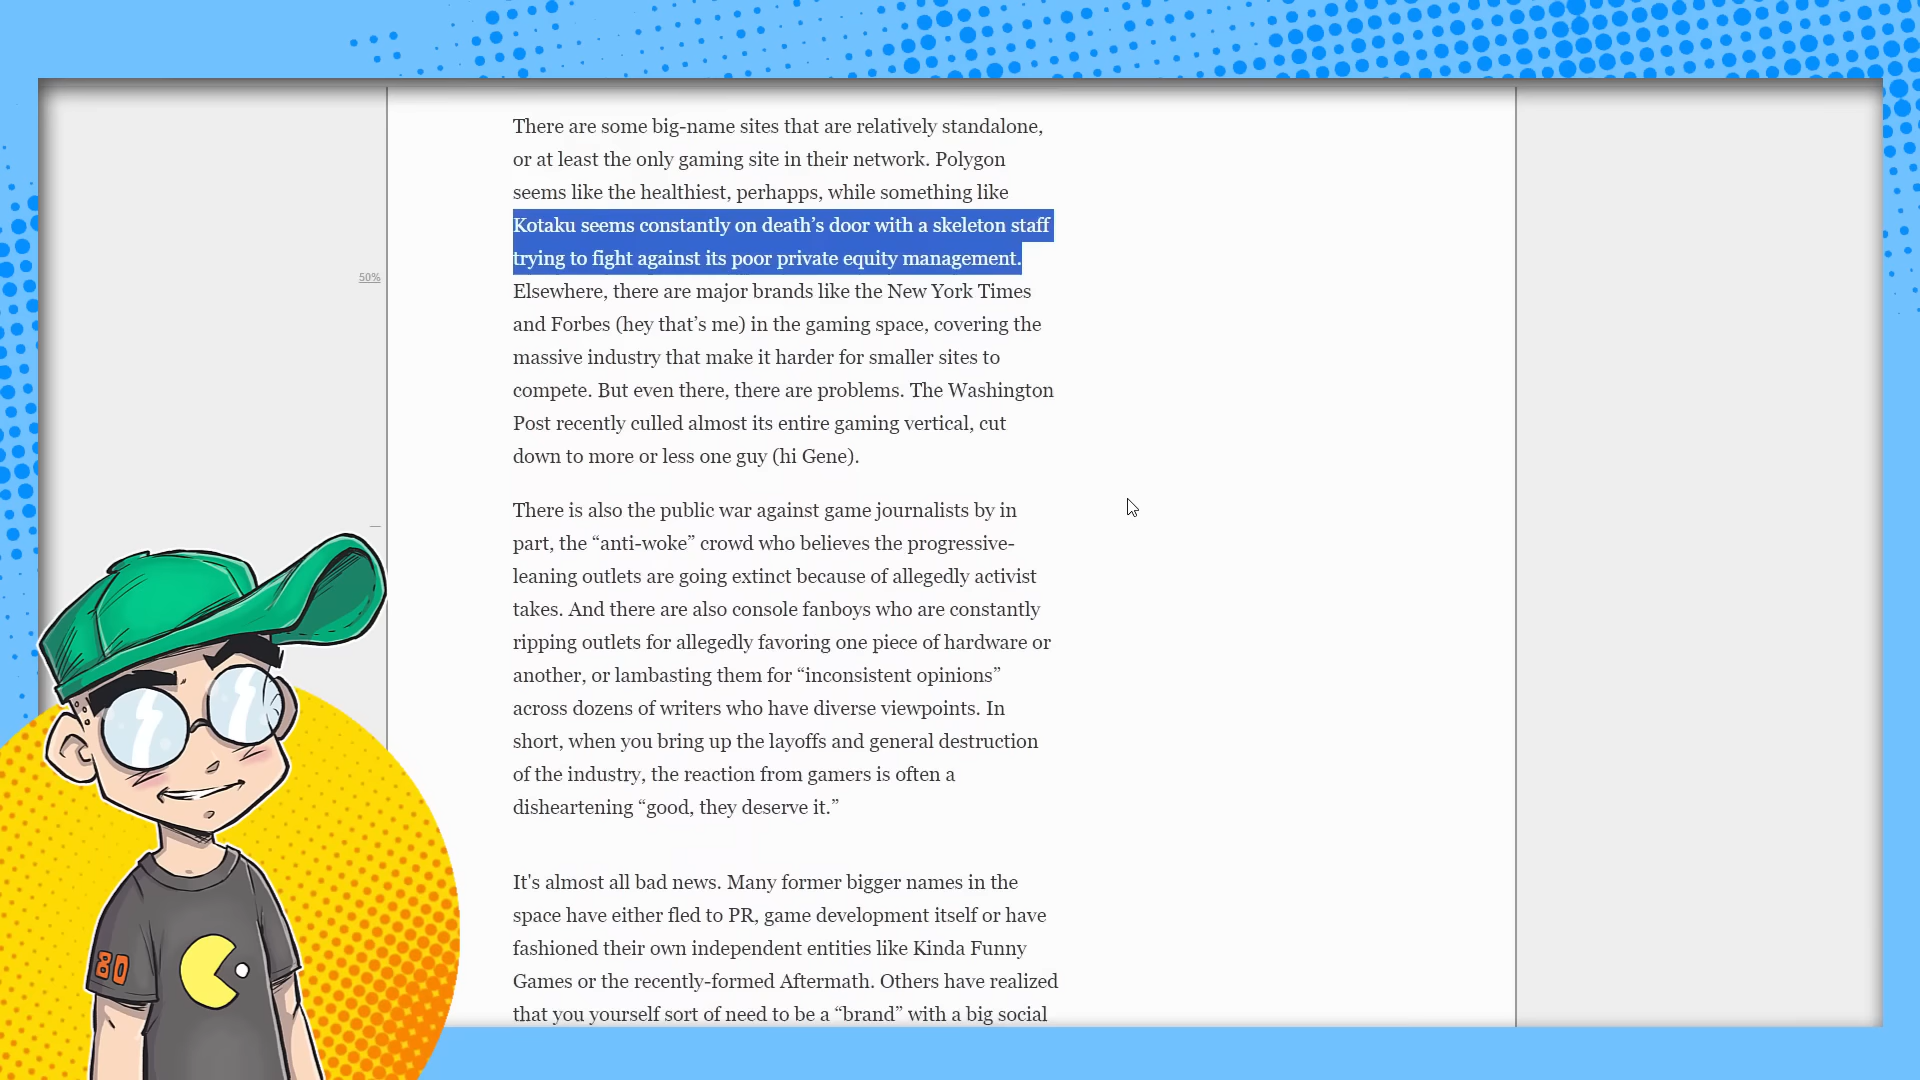 There are some big-name sites that are relatively standalone,
or at least the only gaming site in their network. Polygon
seems like the healthiest, perhapps, while something like
Kotaku seems constantly on death’s door with a skeleton staff
trying to fight against its poor private equity management.
50%
Elsewhere, there are major brands like the New York Times
and Forbes (hey that’s me) in the gaming space, covering the
massive industry that make it harder for smaller sites to
compete. But even there, there are problems. The Washington
Post recently culled almost its entire gaming vertical, cut
down to more or less one guy (hi Gene).
There is also the public war against game journalists by in
part, the “anti-woke” crowd who believes the progressive-
leaning outlets are going extinct because of allegedly activist
takes. And there are also console fanboys who are constantly
ripping outlets for allegedly favoring one piece of hardware or
another, or lambasting them for “inconsistent opinions”
across dozens of writers who have diverse viewpoints. In
short, when you bring up the layoffs and general destruction
of the industry, the reaction from gamers is often a
disheartening “good, they deserve it.”
It's almost all bad news. Many former bigger names in the
space have either fled to PR, game development itself or have
fashioned their own independent entities like Kinda Funny
Games or the recently-formed Aftermath. Others have realized
that you yourself sort of need to be a “brand” with a big social
80